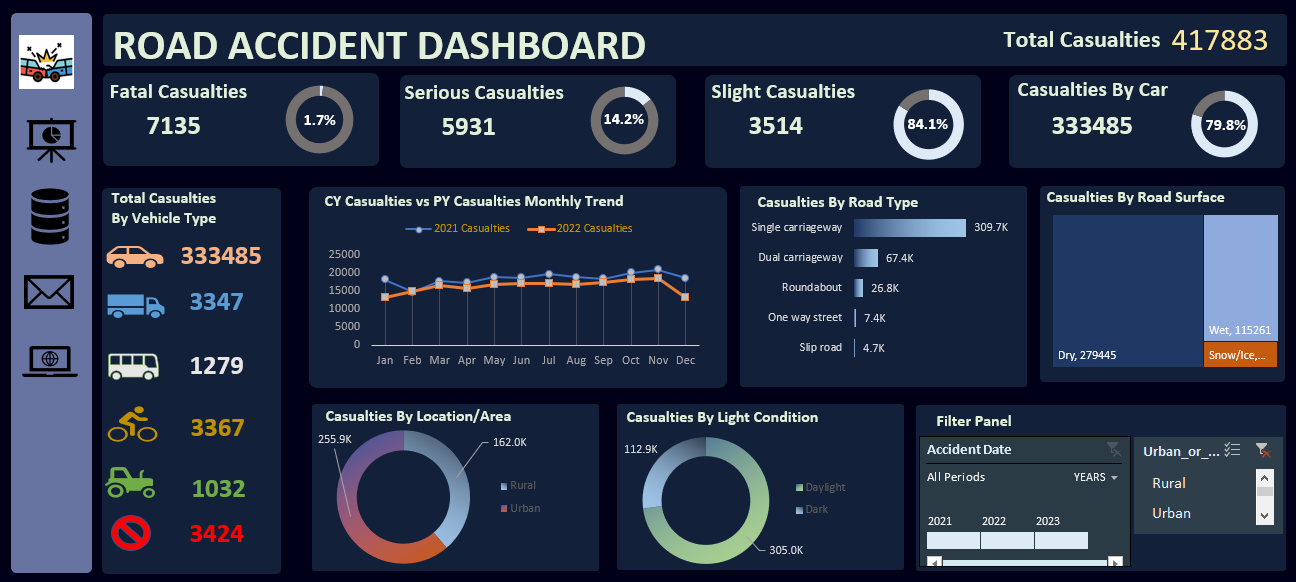 ROAD ACCIDENT DASHBOARD
Total Casualties 417883
Fatal Casualties
7135
1.7%
Serious Casualties
5931
14.2%
Slight Casualties
3514
84.1%
Casualties By Car
333485
79.8%
Total Casualties
By Vehicle Type
333485
3347
1279
3367
1032
3424
CY Casualties vs PY Casualties Monthly Trend
2021 Casualties
2022 Casualties
25000
20000
15000
10000
5000
0
Jan Feb Mar Apr May Jun Jul Aug Sep Oct Nov Dec
Casualties By Road Type
Single carriageway 309.7K
Dual carriageway 67.4K
Roundabout 26.8K
One way street 7.4K
Slip road 4.7K
Casualties By Road Surface
Wet, 115261
Dry, 279445
Snow/Ice,...
Casualties By Location/Area
255.9K
162.0K
Rural
Urban
Casualties By Light Condition
112.9K
Daylight
Dark
305.0K
Filter Panel
Accident Date
All Periods YEARS
2021 2022 2023
Urban_or_...
Rural
Urban